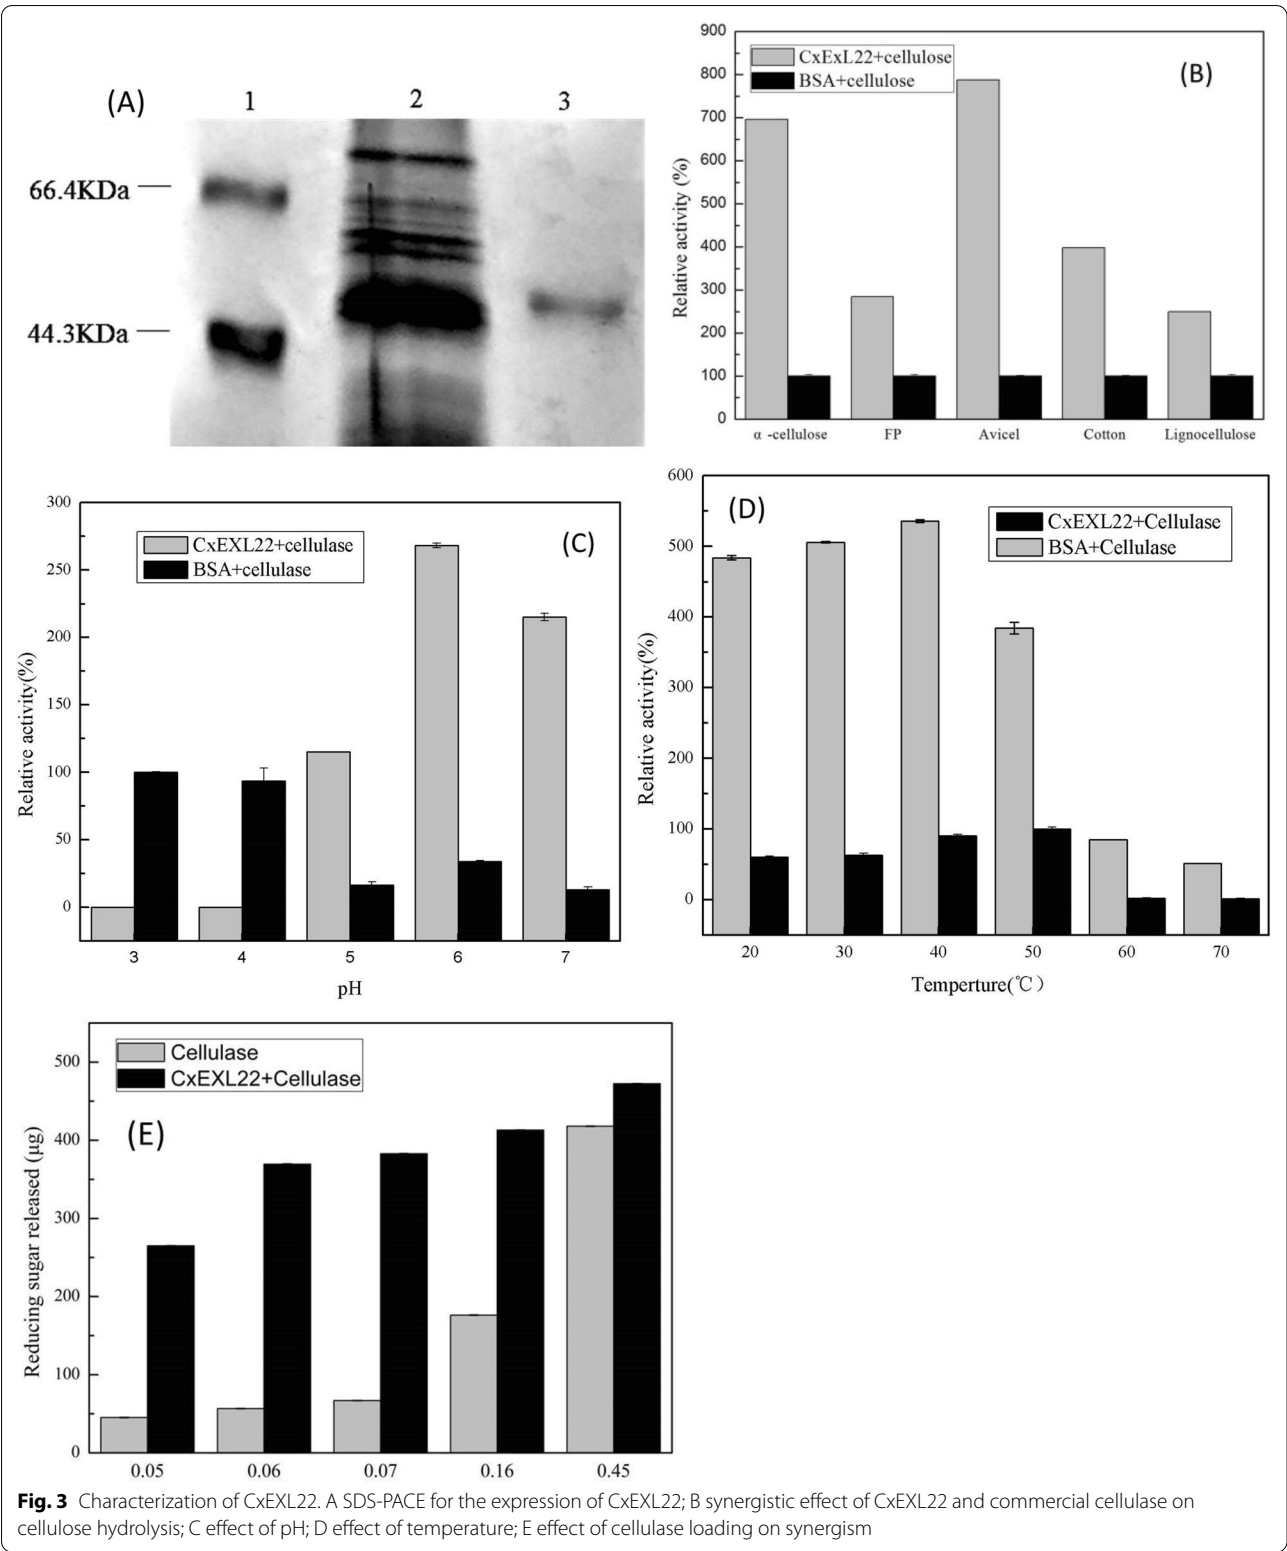 (A)
1 2 3
66.4KDa
44.3KDa
(B)
CxExL22+cellulose
BSA+cellulose
Relative activity (%)
900
800
700
600
500
400
300
200
100
0
α -cellulose FP Avicel Cotton Lignocellulose
(C)
CxEXL22+cellulase
BSA+cellulase
Relative activity(%)
300
250
200
150
100
50
0
3 4 5 6 7
pH
(D)
CxEXL22+Cellulase
BSA+Cellulase
Relative activity(%)
600
500
400
300
200
100
0
20 30 40 50 60 70
Temperture(℃)
(E)
Cellulase
CxEXL22+Cellulase
Reducing sugar released (μg)
500
400
300
200
100
0
0.05 0.06 0.07 0.16 0.45
Fig. 3 Characterization of CxEXL22. A SDS-PACE for the expression of CxEXL22; B synergistic effect of CxEXL22 and commercial cellulase on
cellulose hydrolysis; C effect of pH; D effect of temperature; E effect of cellulase loading on synergism